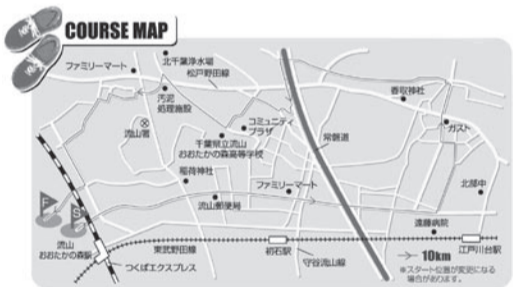 COURSE MAP
北千葉浄水場
ファミリーマート
松戸野田線
汚泥
処理施設
香取神社
流山署
コミュニティ
プラザ
ガスト
千葉県立流山
おおたかの森高等学校
常磐道
稲荷神社
ファミリーマート
北部中
流山郵便局
遠藤病院
F
S
流山
おおたかの森駅
東武野田線
初石駅
江戸川台駅
つくばエクスプレス
守谷流山線
10km
※スタート位置が変更になる
場合があります。